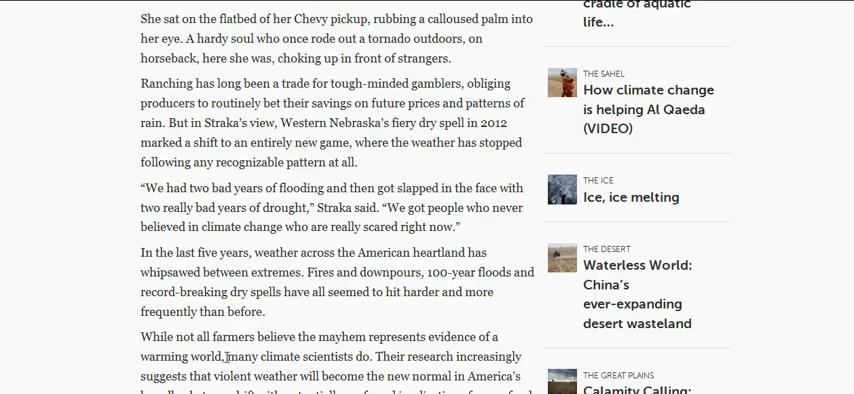 She sat on the flatbed of her Chevy pickup, rubbing a calloused palm into
her eye. A hardy soul who once rode out a tornado outdoors, on
horseback, here she was, choking up in front of strangers.
Ranching has long been a trade for tough-minded gamblers, obliging
producers to routinely bet their savings on future prices and patterns of
rain. But in Straka's view, Western Nebraska's fiery dry spell in 2012
marked a shift to an entirely new game, where the weather has stopped
following any recognizable pattern at all.
“We had two bad years of flooding and then got slapped in the face with
two really bad years of drought,” Straka said. “We got people who never
believed in climate change who are really scared right now.”
In the last five years, weather across the American heartland has
whipsawed between extremes. Fires and downpours, 100-year floods and
record-breaking dry spells have all seemed to hit harder and more
frequently than before.
While not all farmers believe the mayhem represents evidence of a
warming world, many climate scientists do. Their research increasingly
suggests that violent weather will become the new normal in America's
cradle of aquatic
life...
THE SAHEL
How climate change
is helping Al Qaeda
(VIDEO)
THE ICE
Ice, ice melting
THE DESERT
Waterless World:
China's
ever-expanding
desert wasteland
THE GREAT PLAINS
Calamity Calling: